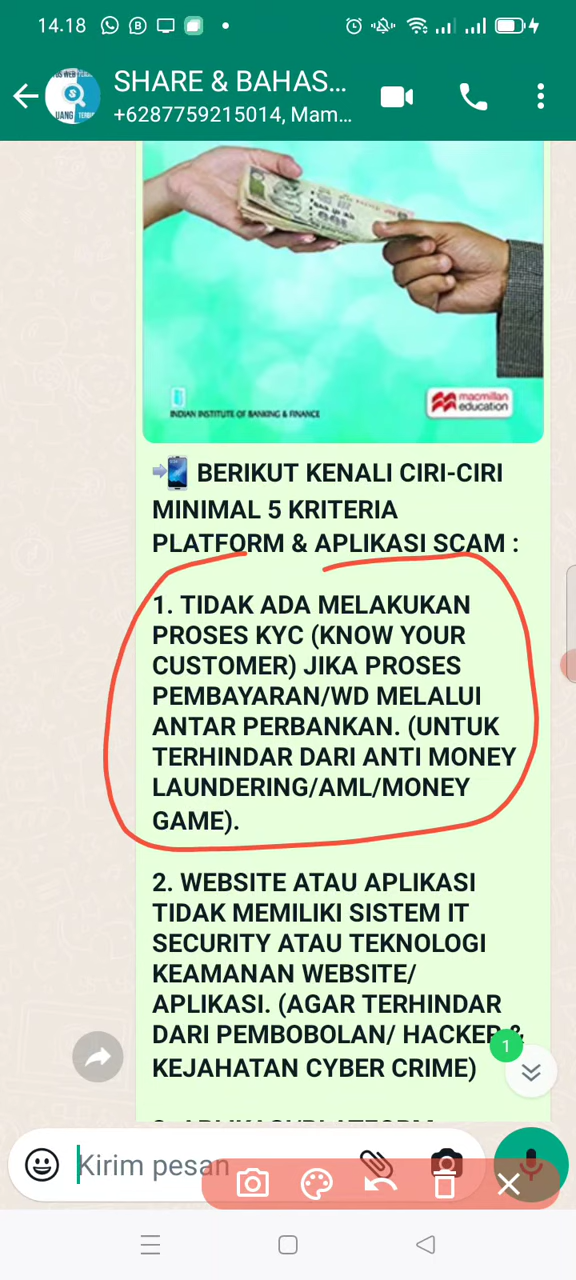 14.18
SHARE & BAHAS...
+6287759215014, Mam...
UANG
INDIAN INSTITUTE OF BANKING & FINANCE
macmillan
education
BERIKUT KENALI CIRI-CIRI
MINIMAL 5 KRITERIA
PLATFORM & APLIKASI SCAM :
1. TIDAK ADA MELAKUKAN
PROSES KYC (KNOW YOUR
CUSTOMER) JIKA PROSES
PEMBAYARAN/WD MELALUI
ANTAR PERBANKAN. (UNTUK
TERHINDAR DARI ANTI MONEY
LAUNDERING/AML/MONEY
GAME).
2. WEBSITE ATAU APLIKASI
TIDAK MEMILIKI SISTEM IT
SECURITY ATAU TEKNOLOGI
KEAMANAN WEBSITE/
APLIKASI. (AGAR TERHINDAR
DARI PEMBOBOLAN/ HACKER &
KEJAHATAN CYBER CRIME)
1
Kirim pesan